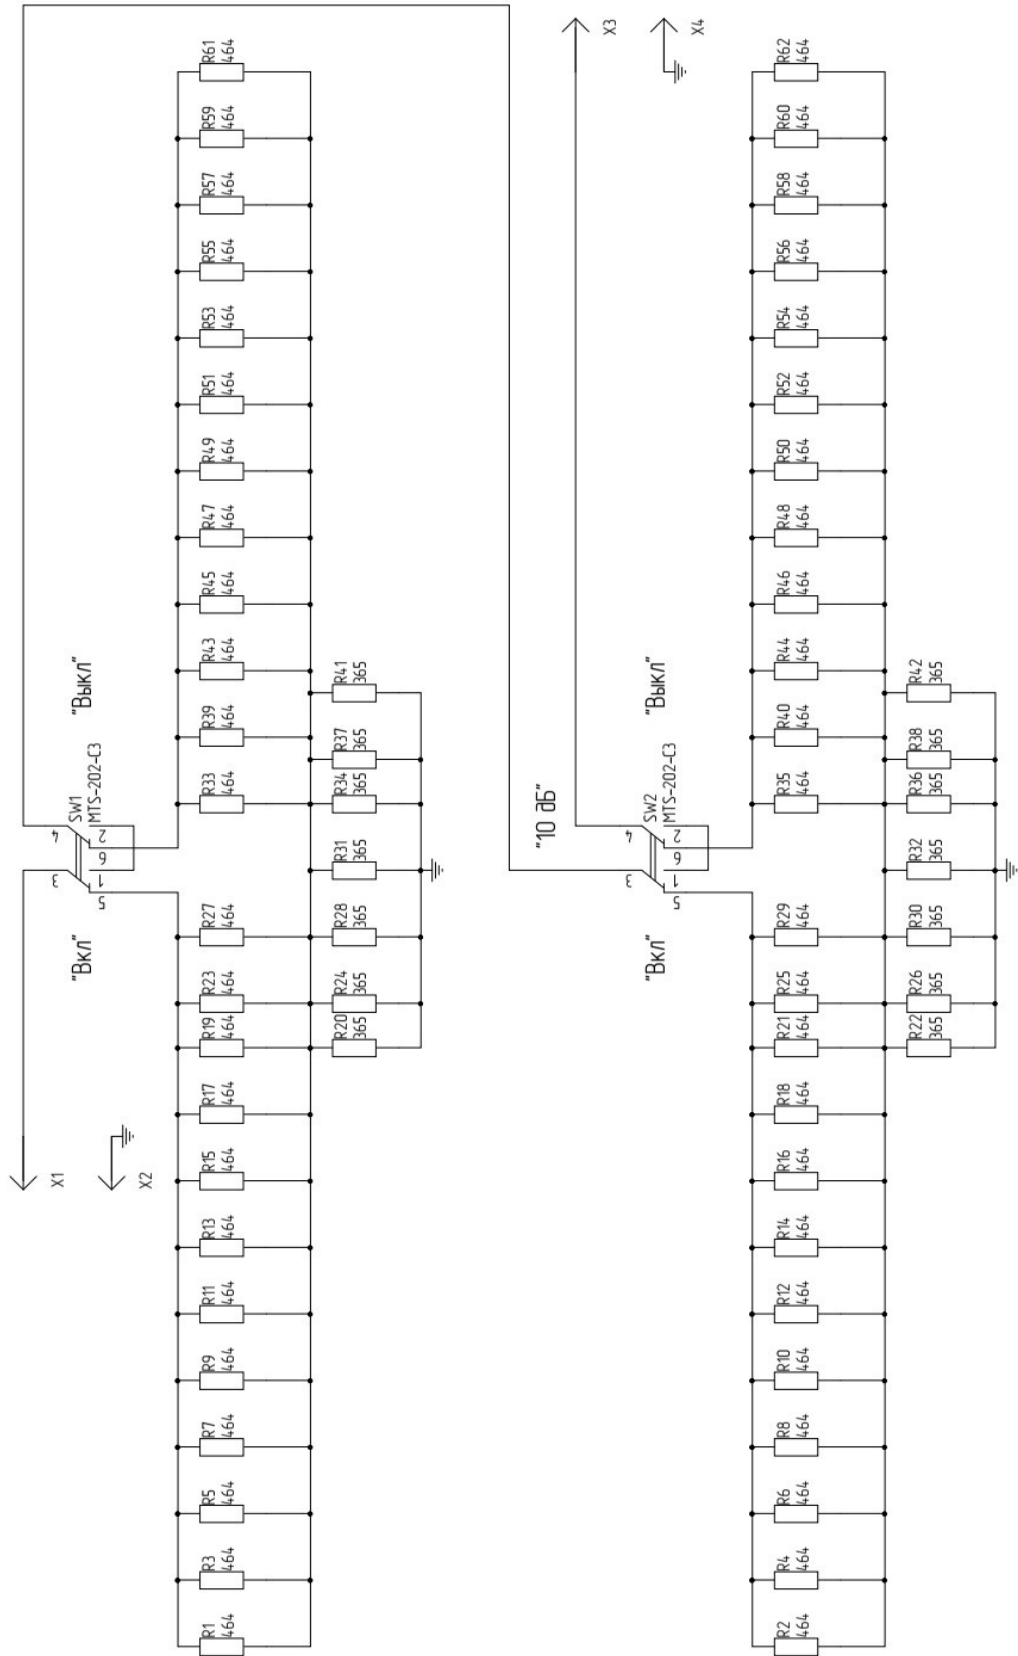 X3
X4
R61
464
R59
464
R57
464
R55
464
R53
464
R51
464
R49
464
R47
464
R45
464
R43
464
R39
464
R33
464
R41
365
R37
365
R34
365
R31
365
R28
365
R24
365
R20
365
"Выкл"
SW1
MTS-202-C3
4
2
6
3
1
5
"Вкл"
R27
464
R23
464
R19
464
R17
464
R15
464
R13
464
R11
464
R9
464
R7
464
R5
464
R3
464
R1
464
X1
X2
R62
464
R60
464
R58
464
R56
464
R54
464
R52
464
R50
464
R48
464
R46
464
R44
464
R40
464
R35
464
R42
365
R38
365
R36
365
R32
365
R30
365
R26
365
R22
365
"10 дБ"
"Выкл"
SW2
MTS-202-C3
4
2
6
3
1
5
"Вкл"
R29
464
R25
464
R21
464
R18
464
R16
464
R14
464
R12
464
R10
464
R8
464
R6
464
R4
464
R2
464